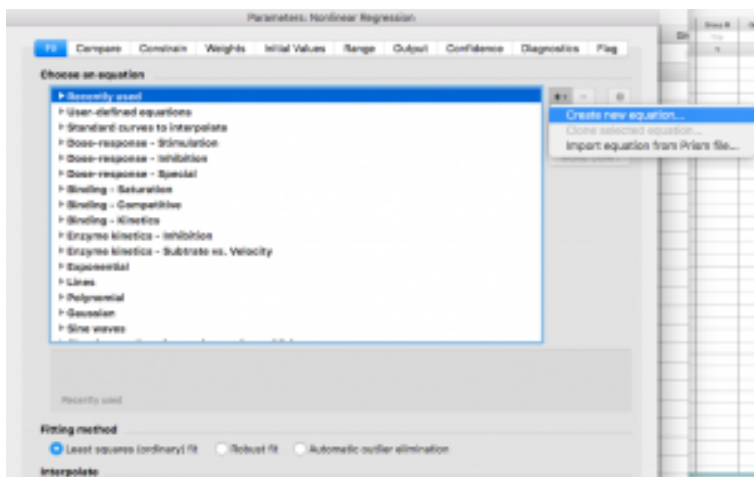 Parameters: Nonlinear Regression
Fit Compare Constrain Weights Initial Values Range Output Confidence Diagnostics Flag
Choose an equation
Recently used
User-defined equations
Standard curves to interpolate
Dose-response - Stimulation
Dose-response - Inhibition
Dose-response - Special
Binding - Saturation
Binding - Competitive
Binding - Kinetics
Enzyme kinetics - Inhibition
Enzyme kinetics - Subtrate vs. Velocity
Exponential
Lines
Polynomial
Gaussian
Sine waves
Create new equation...
Clone selected equation...
Import equation from Prism file...
Recently used
Fitting method
Least squares (ordinary) fit Robust fit Automatic outlier elimination
Interpolate